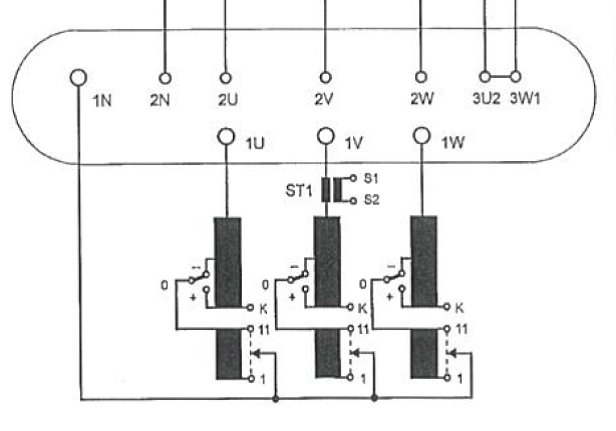 1N 2N 2U 2V 2W 3U2 3W1
1U 1V 1W
ST1 S1
S2
− − −
0 0 0
+ + +
K K K
11 11 11
1 1 1